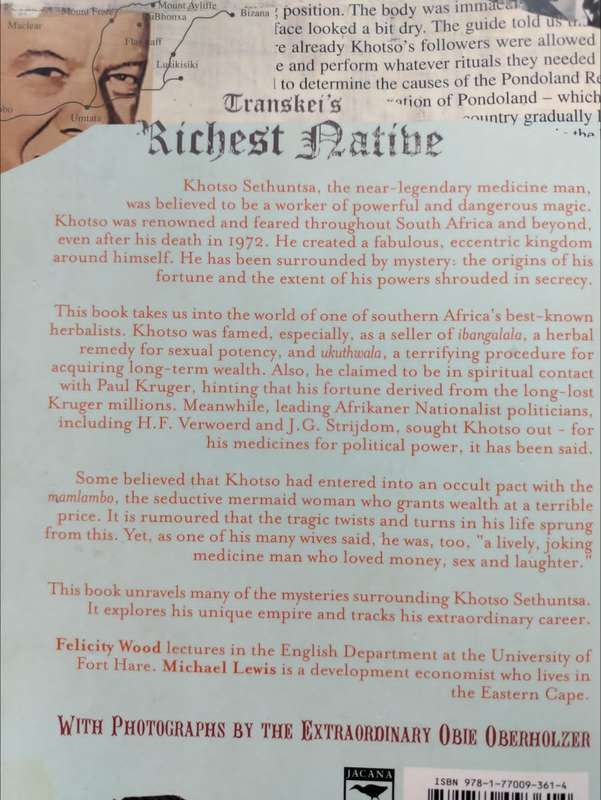 Mount Frere
Mount Ayliffe
Bizana
Maclear
Flagstaff
Lusikisiki
Umtata
position. The body was
face looked a bit dry. The guide told us
already Khotso's followers were allowed
and perform whatever rituals they needed
to determine the causes of the Pondoland
of Pondoland – which
country gradually
Transkei's
Richest Native
Khotso Sethuntsa, the near-legendary medicine man,
was believed to be a worker of powerful and dangerous magic.
Khotso was renowned and feared throughout South Africa and beyond,
even after his death in 1972. He created a fabulous, eccentric kingdom
around himself. He has been surrounded by mystery: the origins of his
fortune and the extent of his powers shrouded in secrecy.
This book takes us into the world of one of southern Africa's best-known
herbalists. Khotso was famed, especially, as a seller of ibangalala, a herbal
remedy for sexual potency, and ukuthwala, a terrifying procedure for
acquiring long-term wealth. Also, he claimed to be in spiritual contact
with Paul Kruger, hinting that his fortune derived from the long-lost
Kruger millions. Meanwhile, leading Afrikaner Nationalist politicians,
including H.F. Verwoerd and J.G. Strijdom, sought Khotso out - for
his medicines for political power, it has been said.
Some believed that Khotso had entered into an occult pact with the
mamlambo, the seductive mermaid woman who grants wealth at a terrible
price. It is rumoured that the tragic twists and turns in his life sprung
from this. Yet, as one of his many wives said, he was, too, "a lively, joking
medicine man who loved money, sex and laughter."
This book unravels many of the mysteries surrounding Khotso Sethuntsa.
It explores his unique empire and tracks his extraordinary career.
Felicity Wood lectures in the English Department at the University of
Fort Hare. Michael Lewis is a development economist who lives in
the Eastern Cape.
With Photographs by the Extraordinary Obie Oberholzer
JACANA
ISBN 978-1-77009-361-4